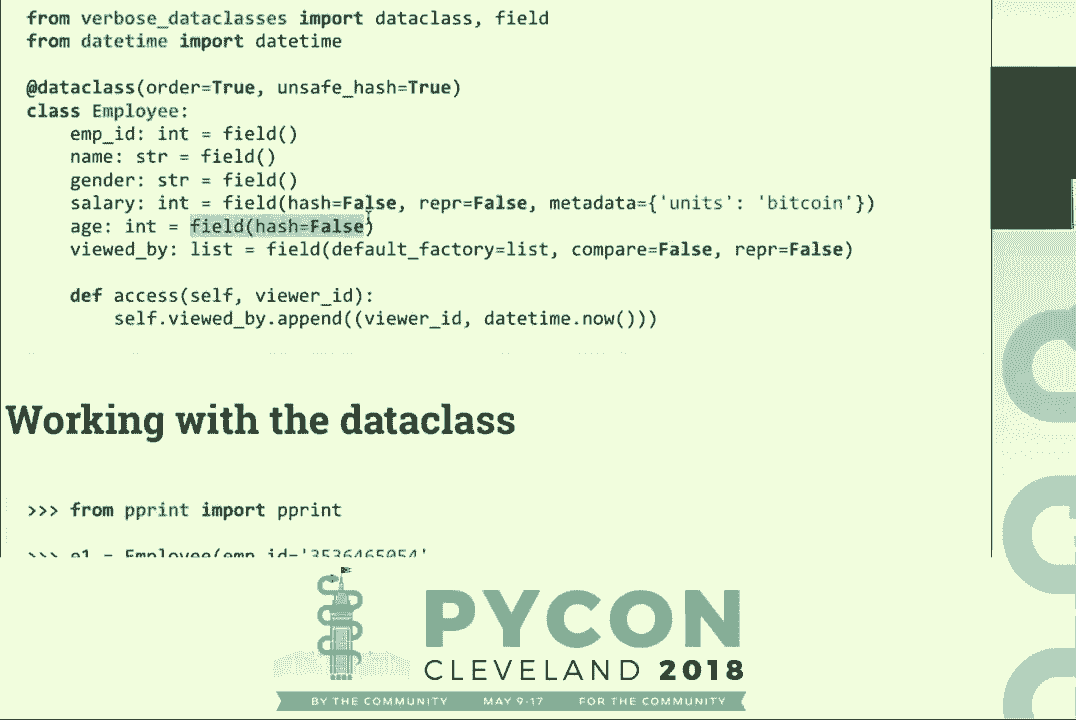 from verbose_dataclasses import dataclass, field
from datetime import datetime
@dataclass(order=True, unsafe_hash=True)
class Employee:
    emp_id: int = field()
    name: str = field()
    gender: str = field()
    salary: int = field(hash=False, repr=False, metadata={'units': 'bitcoin'})
    age: int = field(hash=False)
    viewed_by: list = field(default_factory=list, compare=False, repr=False)
    def access(self, viewer_id):
        self.viewed_by.append((viewer_id, datetime.now()))
Working with the dataclass
>>> from pprint import pprint
>>> e1 = Employee(emp_id='3536465054',
PYCON
CLEVELAND 2018
BY THE COMMUNITY MAY 9-17 FOR THE COMMUNITY